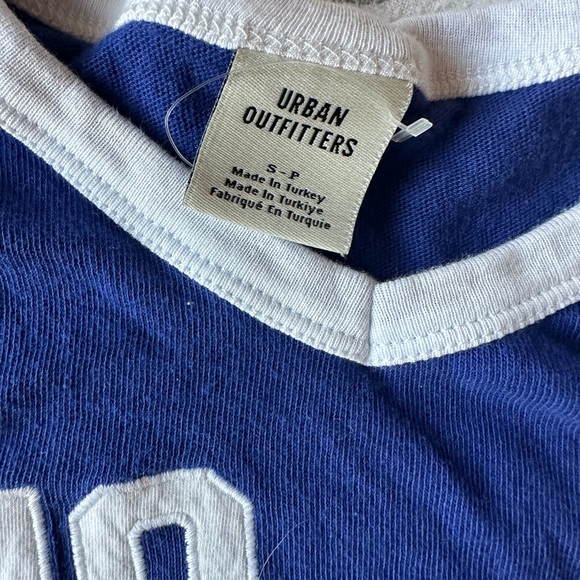 URBAN
OUTFITTERS
S - P
Made In Turkey
Made In Türkiye
Fabriqué En Turquie